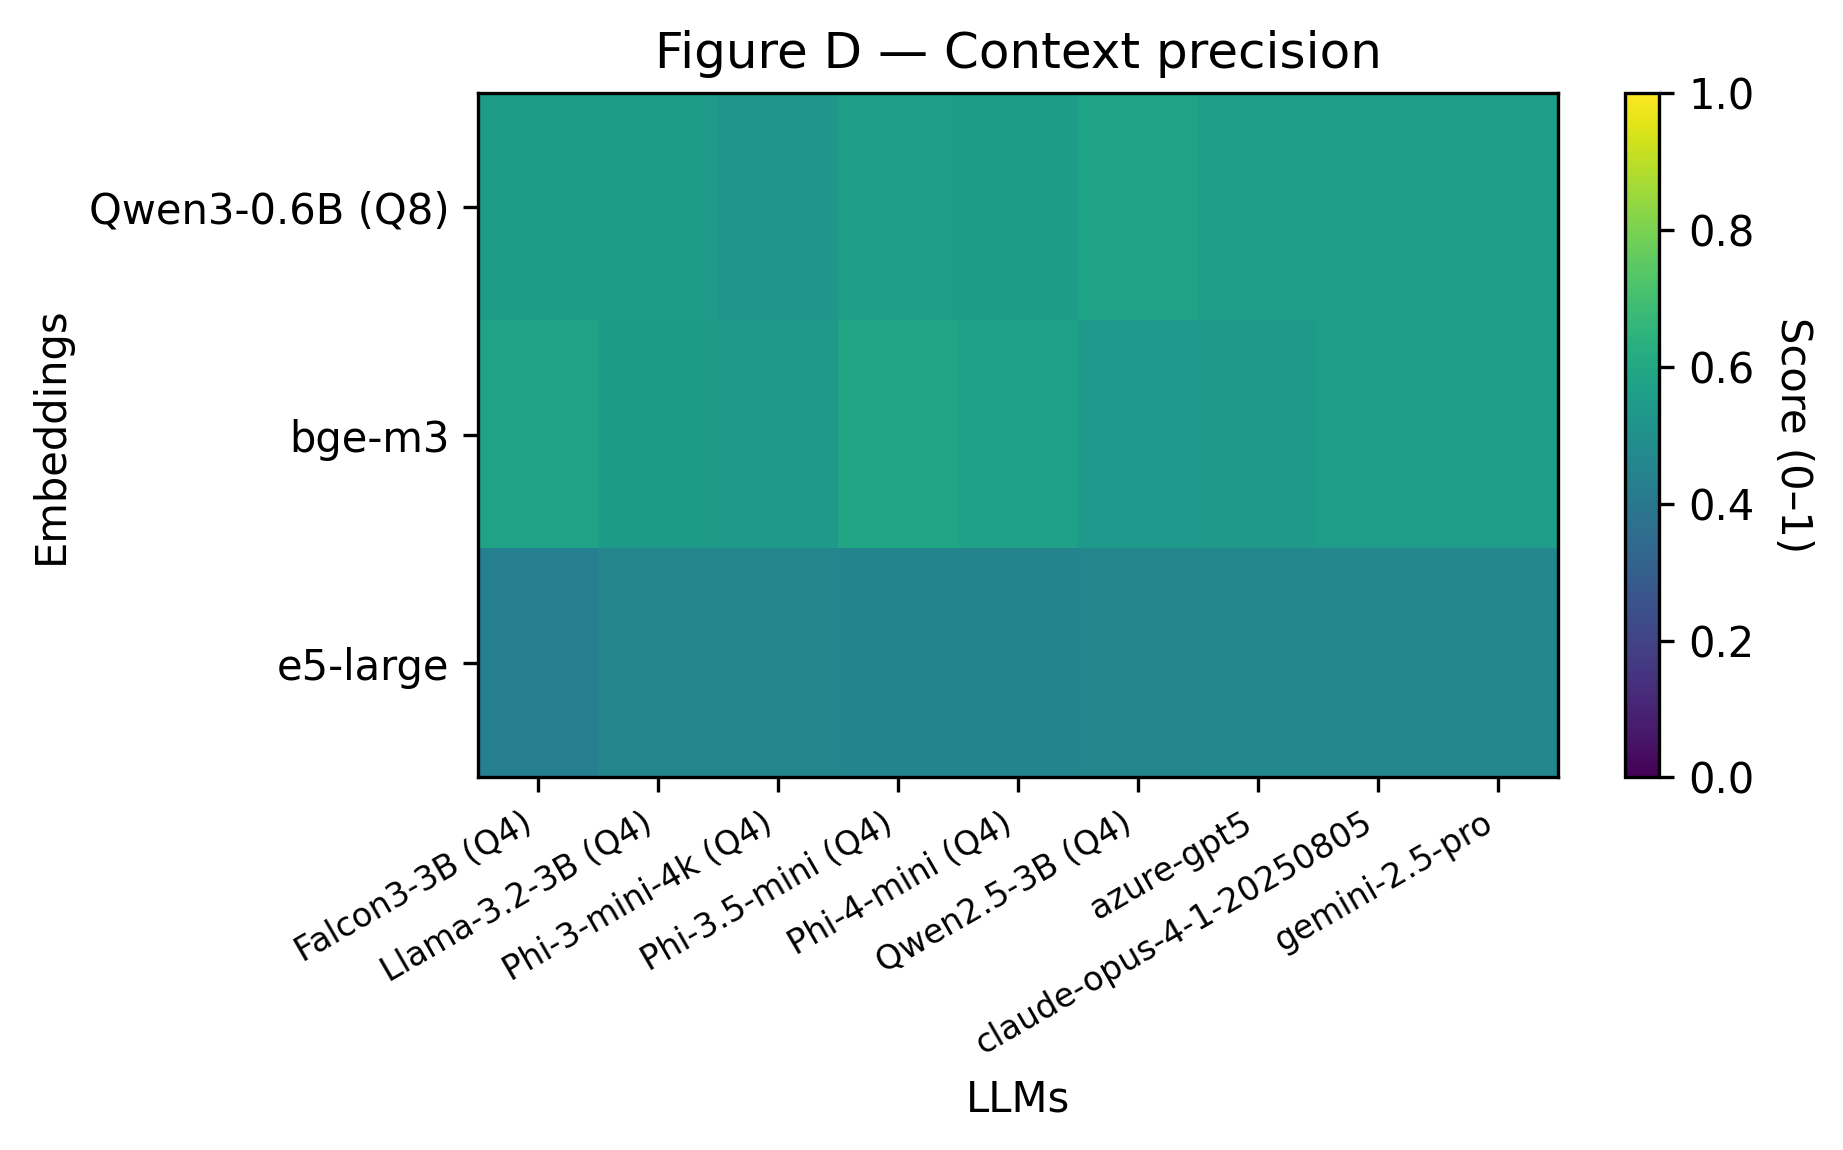 Figure D — Context precision
Embeddings
Qwen3-0.6B (Q8)
bge-m3
e5-large
Falcon3-3B (Q4)
Llama-3.2-3B (Q4)
Phi-3-mini-4k (Q4)
Phi-3.5-mini (Q4)
Phi-4-mini (Q4)
Qwen2.5-3B (Q4)
azure-gpt5
claude-opus-4-1-20250805
gemini-2.5-pro
LLMs
1.0
0.8
0.6
0.4
0.2
0.0
Score (0–1)